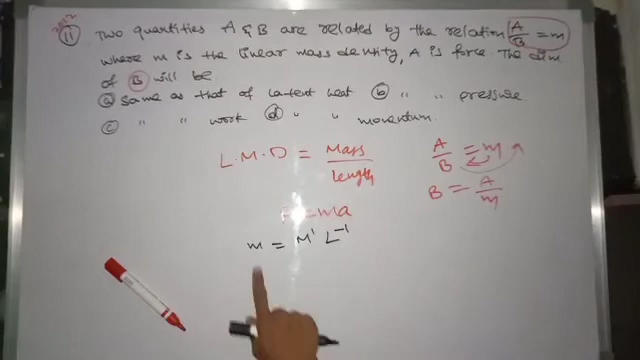 2012
(11) Two quantities A & B are related by the relation A/B = m
where m is the linear mass density, A is force. The dim
of B will be
(a) same as that of latent heat (b) " " pressure
(c) " " work (d) " " momentum.
L.M.D = Mass/Length
A/B = m
B = A/m
= ma
m = M¹ L⁻¹